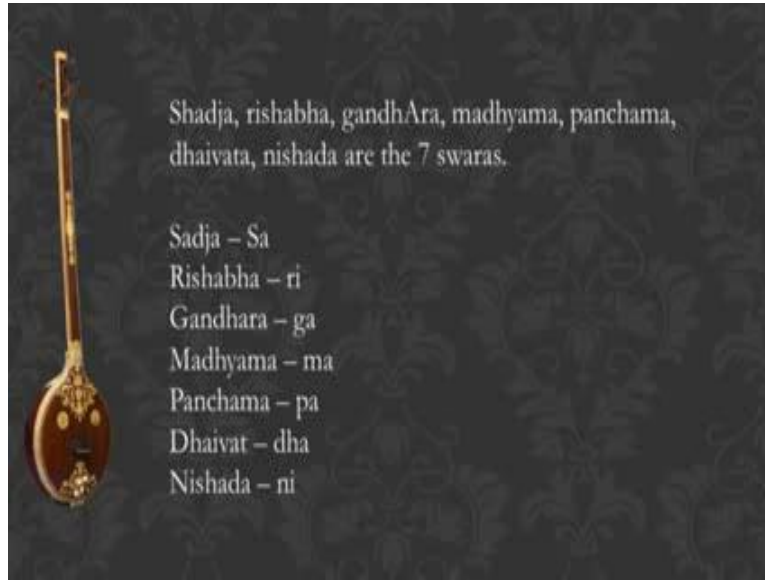 Shadja, rishabha, gandhAra, madhyama, panchama,
dhaivata, nishada are the 7 swaras.
Sadja – Sa
Rishabha – ri
Gandhara – ga
Madhyama – ma
Panchama – pa
Dhaivat – dha
Nishada – ni